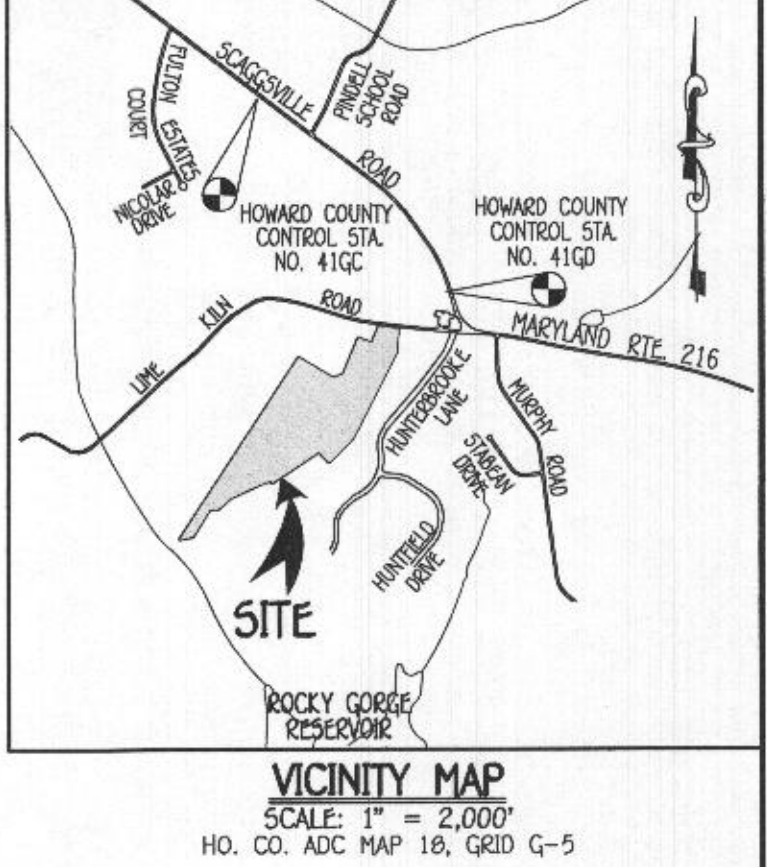 SCAGGSVILLE
ROAD
PINDELL
SCHOOL
ROAD
FULTON ESTATES
COURT
NICOLAR
DRIVE
HOWARD COUNTY
CONTROL STA.
NO. 41GC
HOWARD COUNTY
CONTROL STA.
NO. 41GD
LIME KILN ROAD
MARYLAND RTE. 216
HUNTERBROOKE
LANE
MURPHY ROAD
STABEAN
DRIVE
HUNTFIELD
DRIVE
SITE
ROCKY GORGE
RESERVOIR
VICINITY MAP
SCALE: 1" = 2,000'
HO. CO. ADC MAP 18, GRID G-5